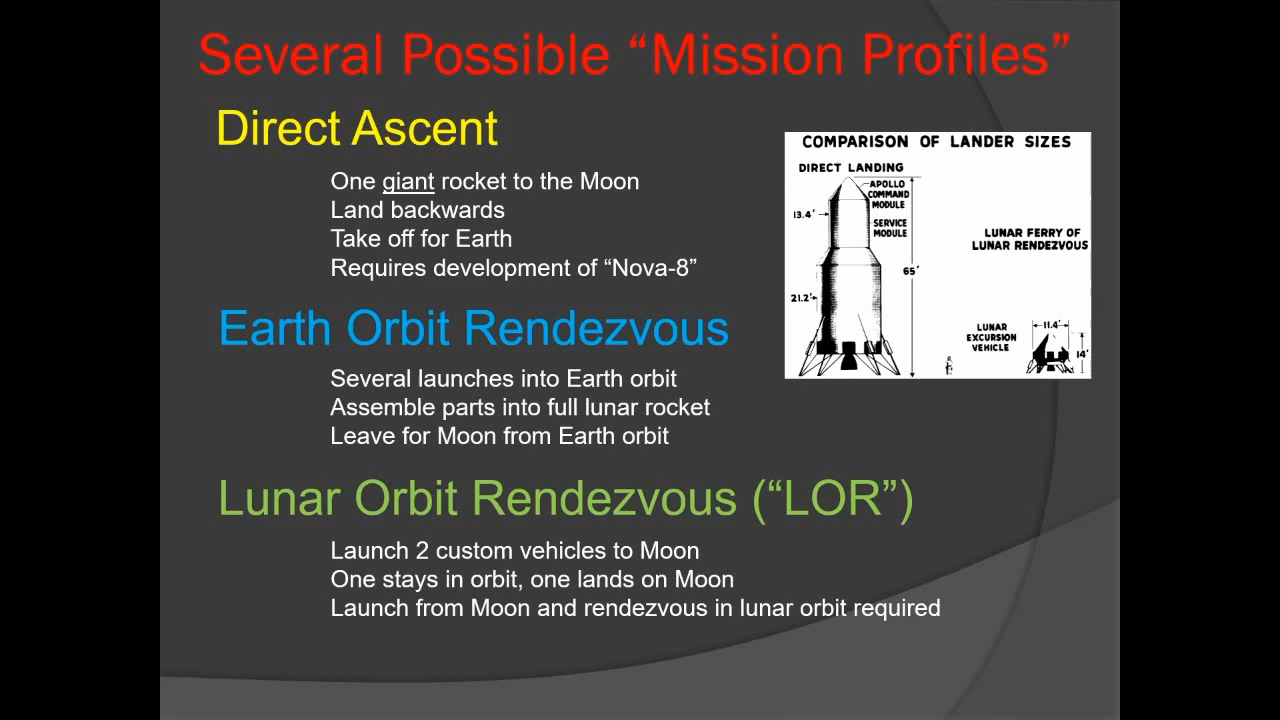 Several Possible “Mission Profiles”
Direct Ascent
One giant rocket to the Moon
Land backwards
Take off for Earth
Requires development of “Nova-8”
COMPARISON OF LANDER SIZES
DIRECT LANDING
APOLLO
COMMAND
MODULE
13.4'
SERVICE
MODULE
65'
21.2'
LUNAR FERRY OF
LUNAR RENDEZVOUS
11.4'
LUNAR
EXCURSION
VEHICLE
14'
Earth Orbit Rendezvous
Several launches into Earth orbit
Assemble parts into full lunar rocket
Leave for Moon from Earth orbit
Lunar Orbit Rendezvous (“LOR”)
Launch 2 custom vehicles to Moon
One stays in orbit, one lands on Moon
Launch from Moon and rendezvous in lunar orbit required